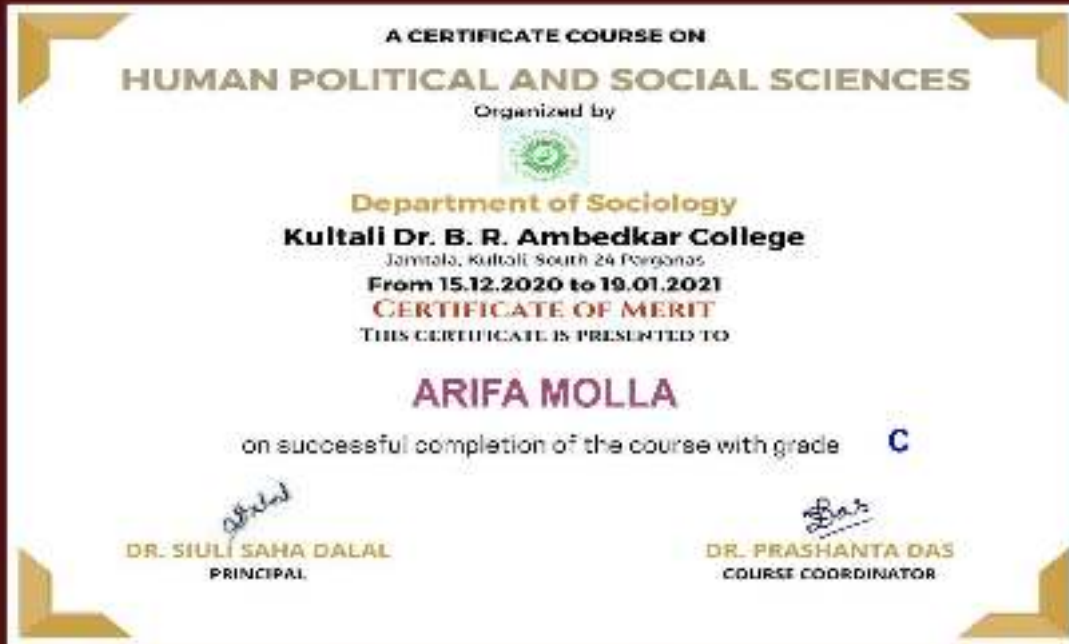 A CERTIFICATE COURSE ON
HUMAN POLITICAL AND SOCIAL SCIENCES
Organized by
Department of Sociology
Kultali Dr. B. R. Ambedkar College
Jamtala, Kultali, South 24 Parganas
From 15.12.2020 to 19.01.2021
CERTIFICATE OF MERIT
THIS CERTIFICATE IS PRESENTED TO
ARIFA MOLLA
on successful completion of the course with grade C
DR. SIULI SAHA DALAL
PRINCIPAL
Das
DR. PRASHANTA DAS
COURSE COORDINATOR